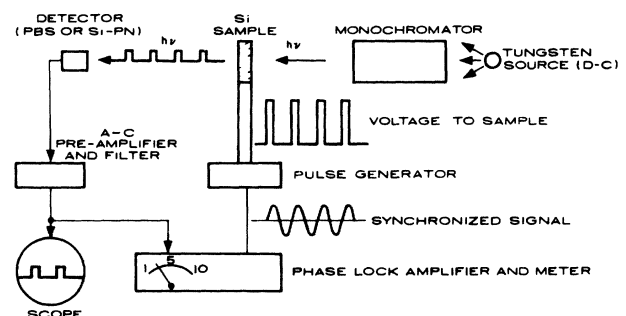 DETECTOR
(PBS OR Si-PN)
Si
SAMPLE
hν
hν
MONOCHROMATOR
TUNGSTEN
SOURCE (D-C)
VOLTAGE TO SAMPLE
A-C
PRE-AMPLIFIER
AND FILTER
PULSE GENERATOR
SYNCHRONIZED SIGNAL
1 5 10
PHASE LOCK AMPLIFIER AND METER
SCOPE